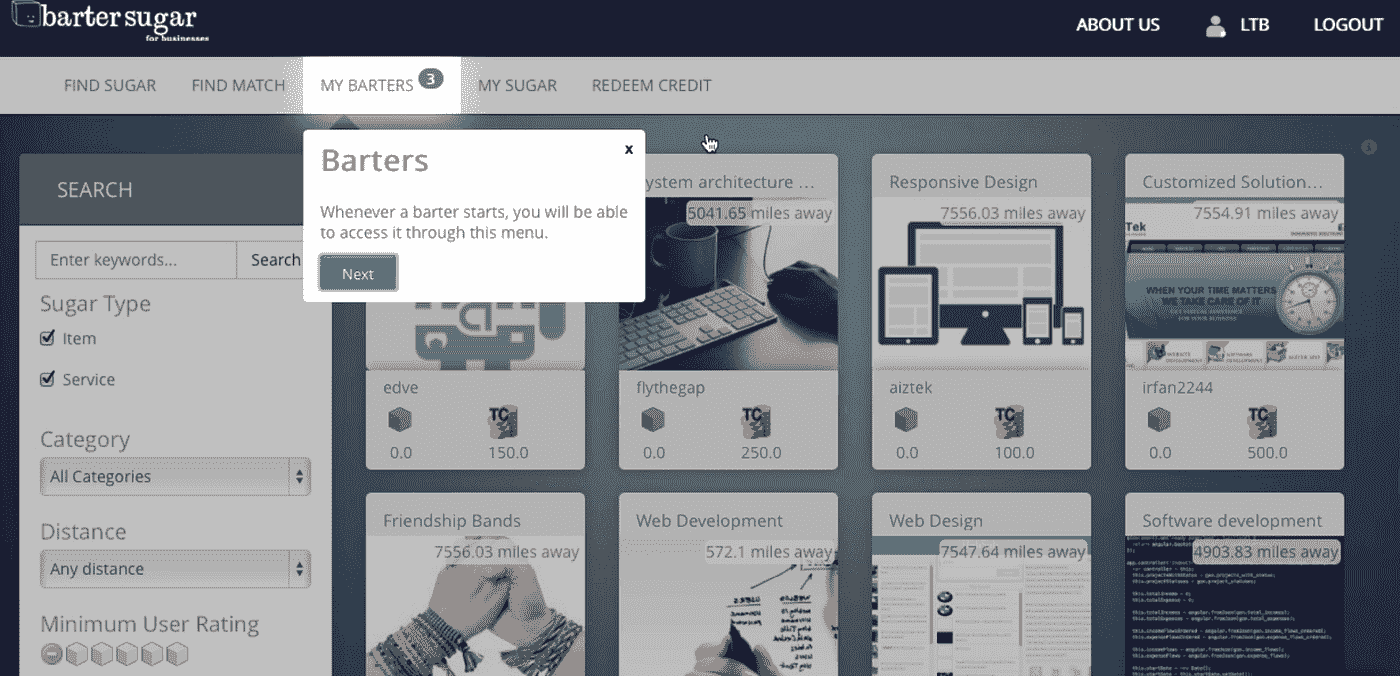 barter sugar
for businesses
ABOUT US
LTB
LOGOUT
FIND SUGAR
FIND MATCH
MY BARTERS 3
MY SUGAR
REDEEM CREDIT
Barters
x
Whenever a barter starts, you will be able
to access it through this menu.
Next
SEARCH
Enter keywords...
Search
Sugar Type
Item
Service
Category
All Categories
Distance
Any distance
Minimum User Rating
edve
TC
0.0
150.0
ystem architecture ...
5041.65 miles away
flythegap
TC
0.0
250.0
Responsive Design
7556.03 miles away
aiztek
TC
0.0
100.0
Customized Solution...
7554.91 miles away
Tek
WHEN YOUR TIME MATTERS
WE TAKE CARE OF IT
irfan2244
TC
0.0
500.0
Friendship Bands
7556.03 miles away
Web Development
572.1 miles away
Web Design
7547.64 miles away
Software development
4903.83 miles away